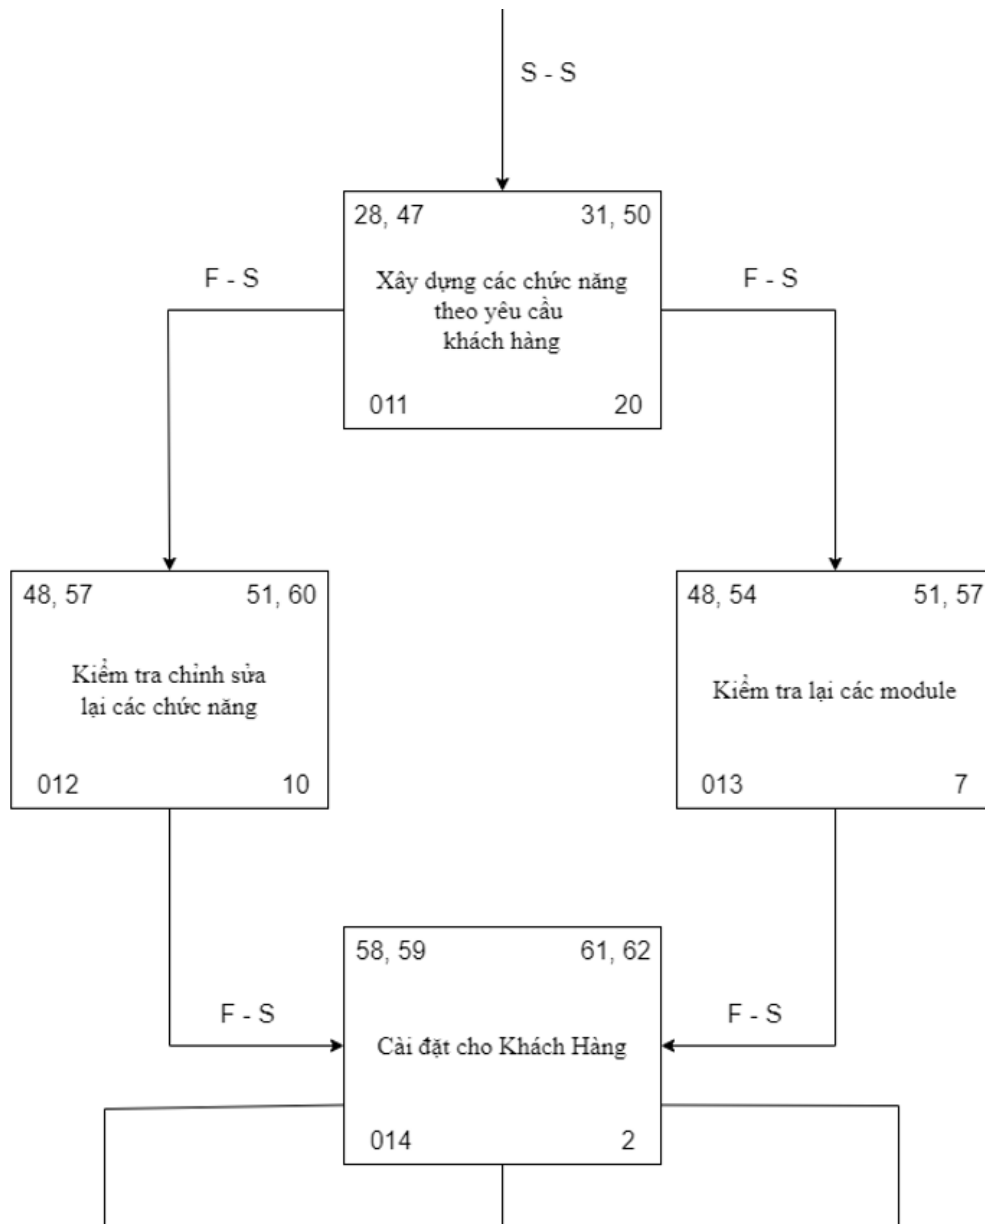 S - S
28, 47
31, 50
Xây dựng các chức năng
theo yêu cầu
khách hàng
011
20
F - S
F - S
48, 57
51, 60
Kiểm tra chỉnh sửa
lại các chức năng
012
10
48, 54
51, 57
Kiểm tra lại các module
013
7
F - S
F - S
58, 59
61, 62
Cài đặt cho Khách Hàng
014
2